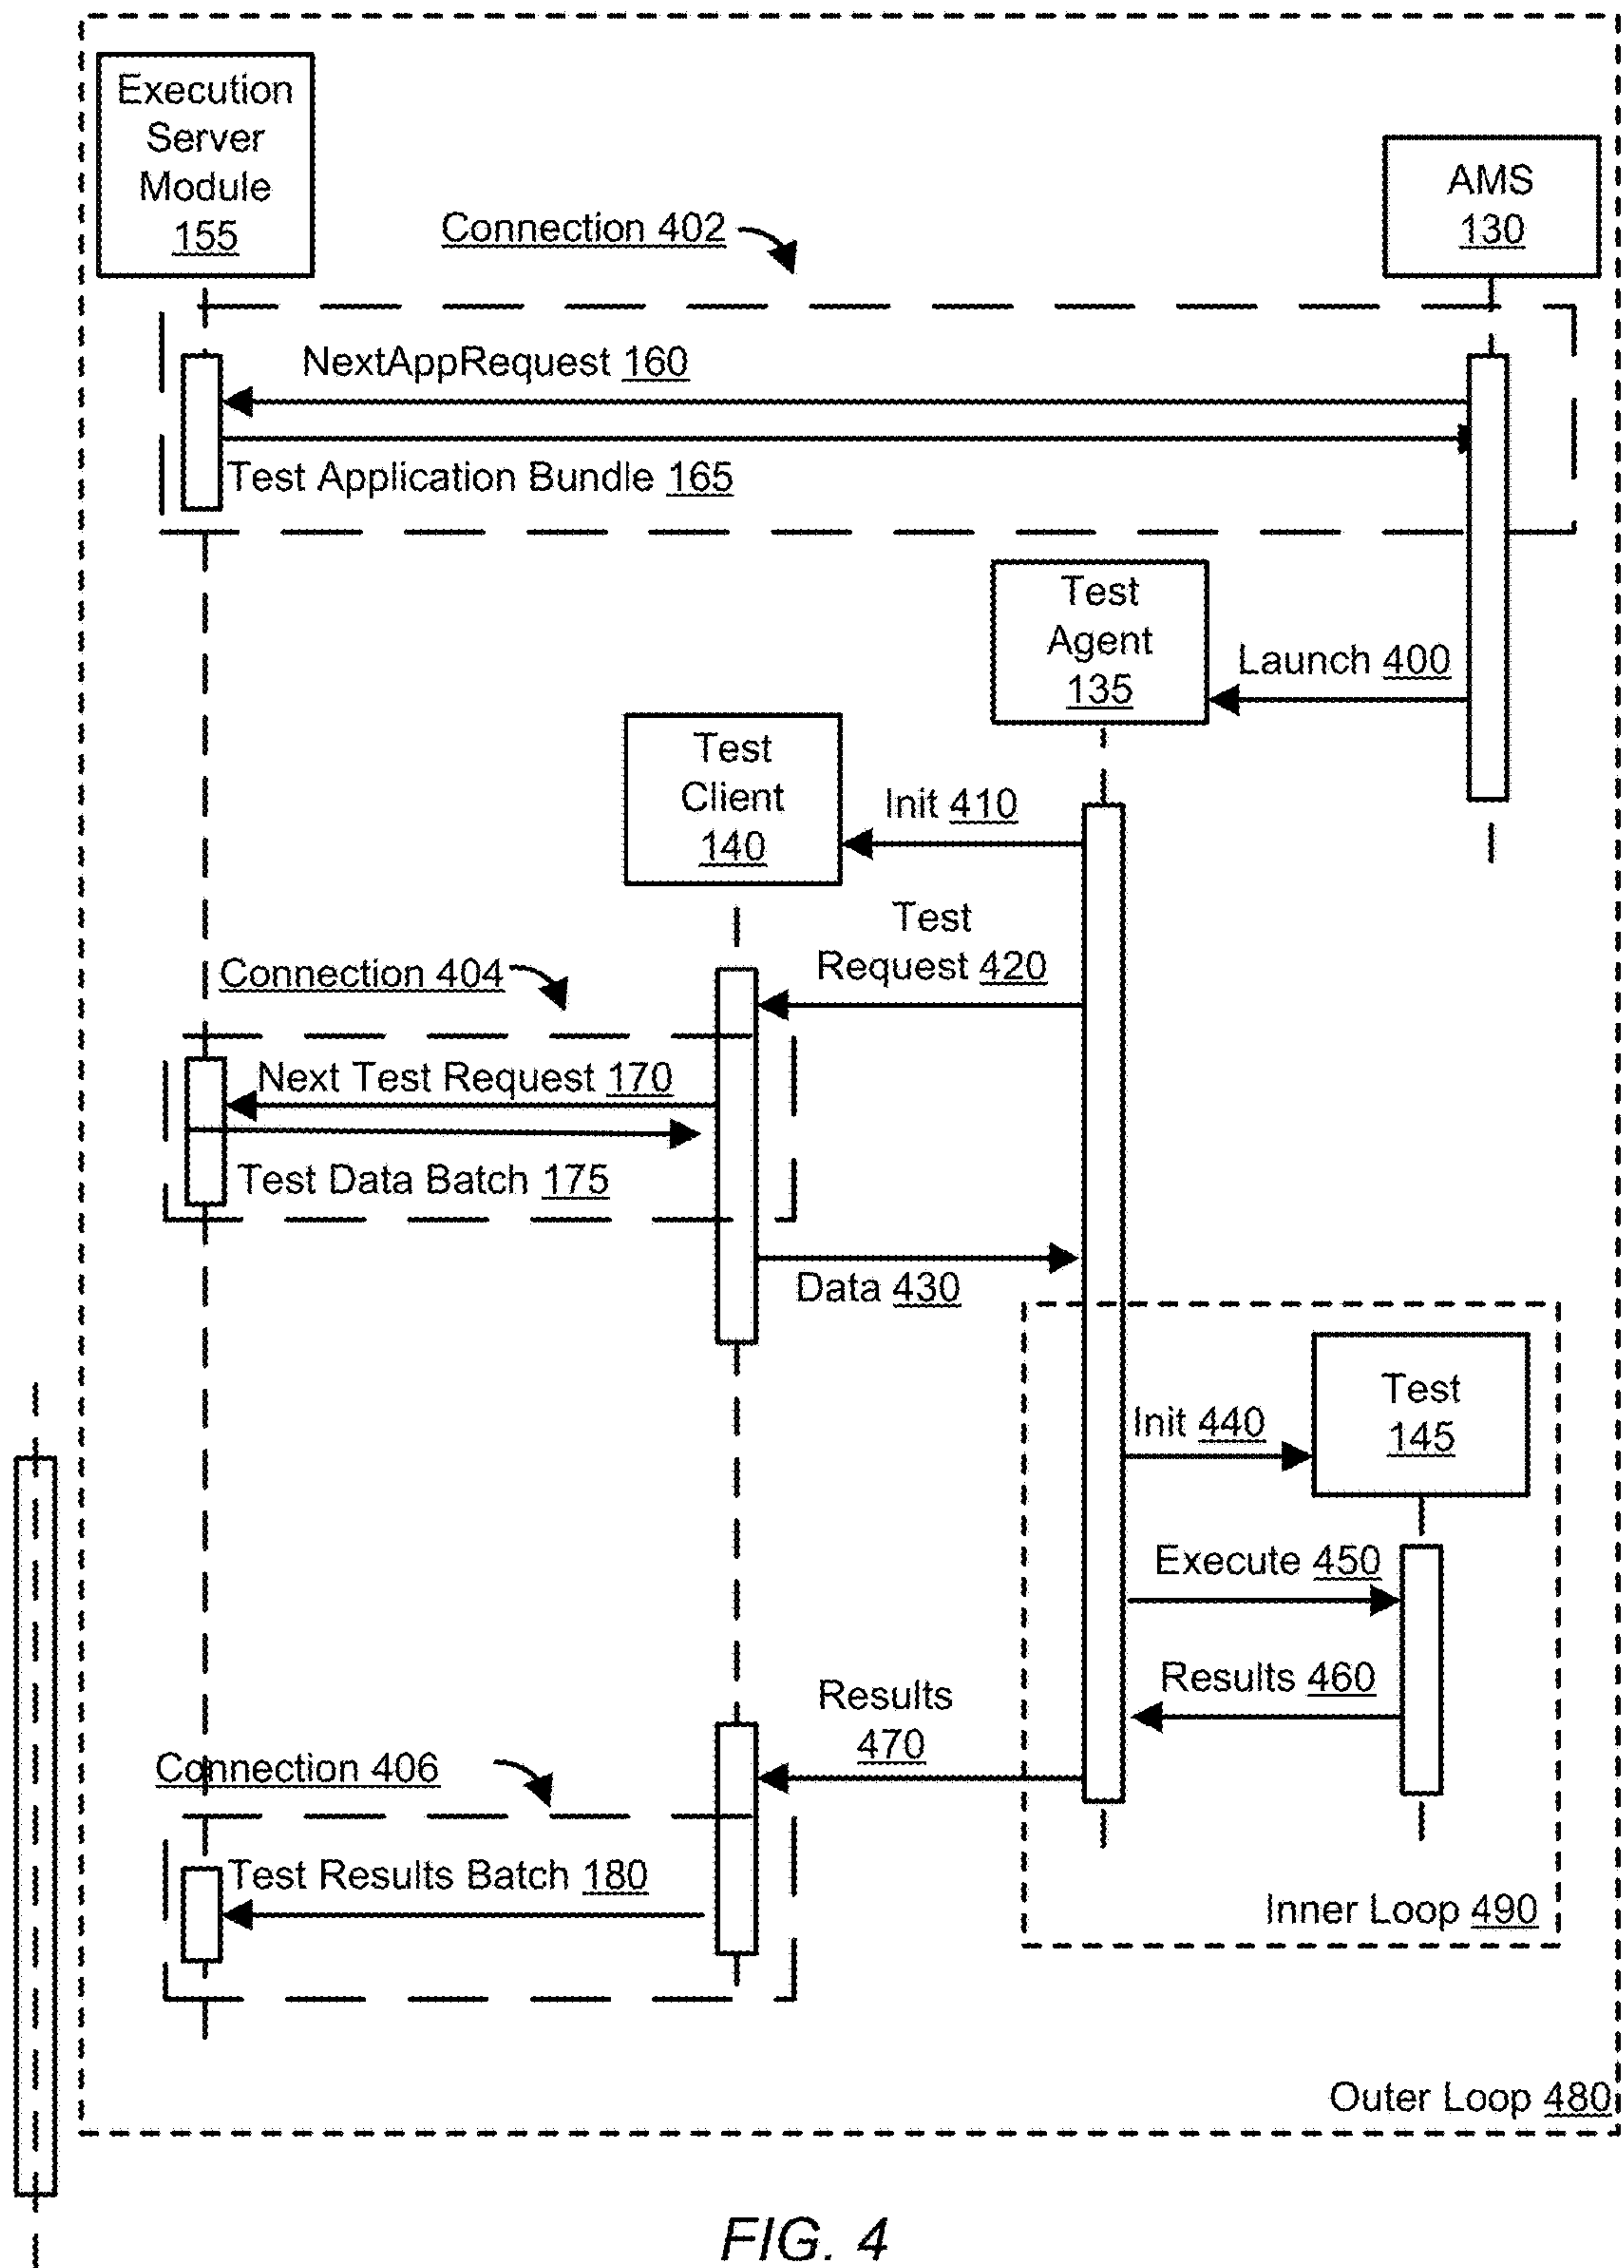 Execution
Server
Module
155
AMS
130
Connection 402
NextAppRequest 160
Test Application Bundle 165
Test
Agent
135
Launch 400
Test
Client
140
Init 410
Test
Request 420
Connection 404
Next Test Request 170
Test Data Batch 175
Data 430
Test
145
Init 440
Execute 450
Results 460
Results
470
Connection 406
Test Results Batch 180
Inner Loop 490
Outer Loop 480
FIG. 4